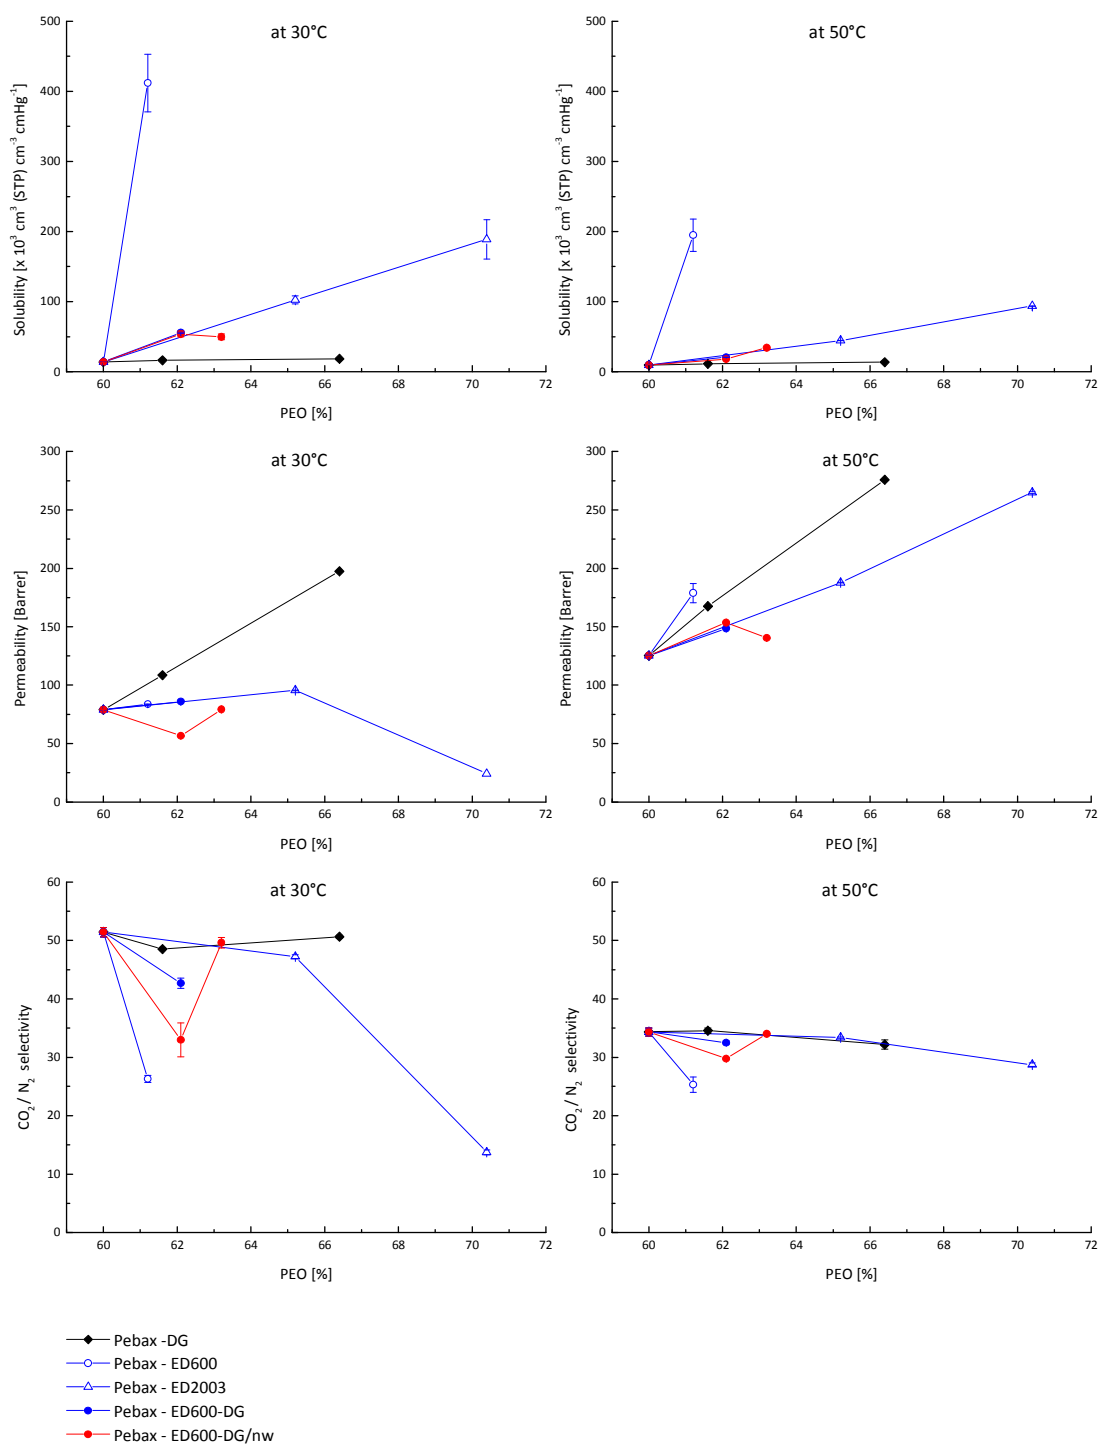 at 30°C
500
400
300
200
100
0
60 62 64 66 68 70 72
Solubility [x 10³ cm³ (STP) cm⁻³ cmHg⁻¹]
PEO [%]
at 50°C
500
400
300
200
100
0
60 62 64 66 68 70 72
Solubility [x 10³ cm³ (STP) cm⁻³ cmHg⁻¹]
PEO [%]
at 30°C
300
250
200
150
100
50
0
60 62 64 66 68 70 72
Permeability [Barrer]
PEO [%]
at 50°C
300
250
200
150
100
50
0
60 62 64 66 68 70 72
Permeability [Barrer]
PEO [%]
at 30°C
60
50
40
30
20
10
0
60 62 64 66 68 70 72
CO₂ / N₂ selectivity
PEO [%]
at 50°C
60
50
40
30
20
10
0
60 62 64 66 68 70 72
CO₂ / N₂ selectivity
PEO [%]
Pebax -DG
Pebax - ED600
Pebax - ED2003
Pebax - ED600-DG
Pebax - ED600-DG/nw